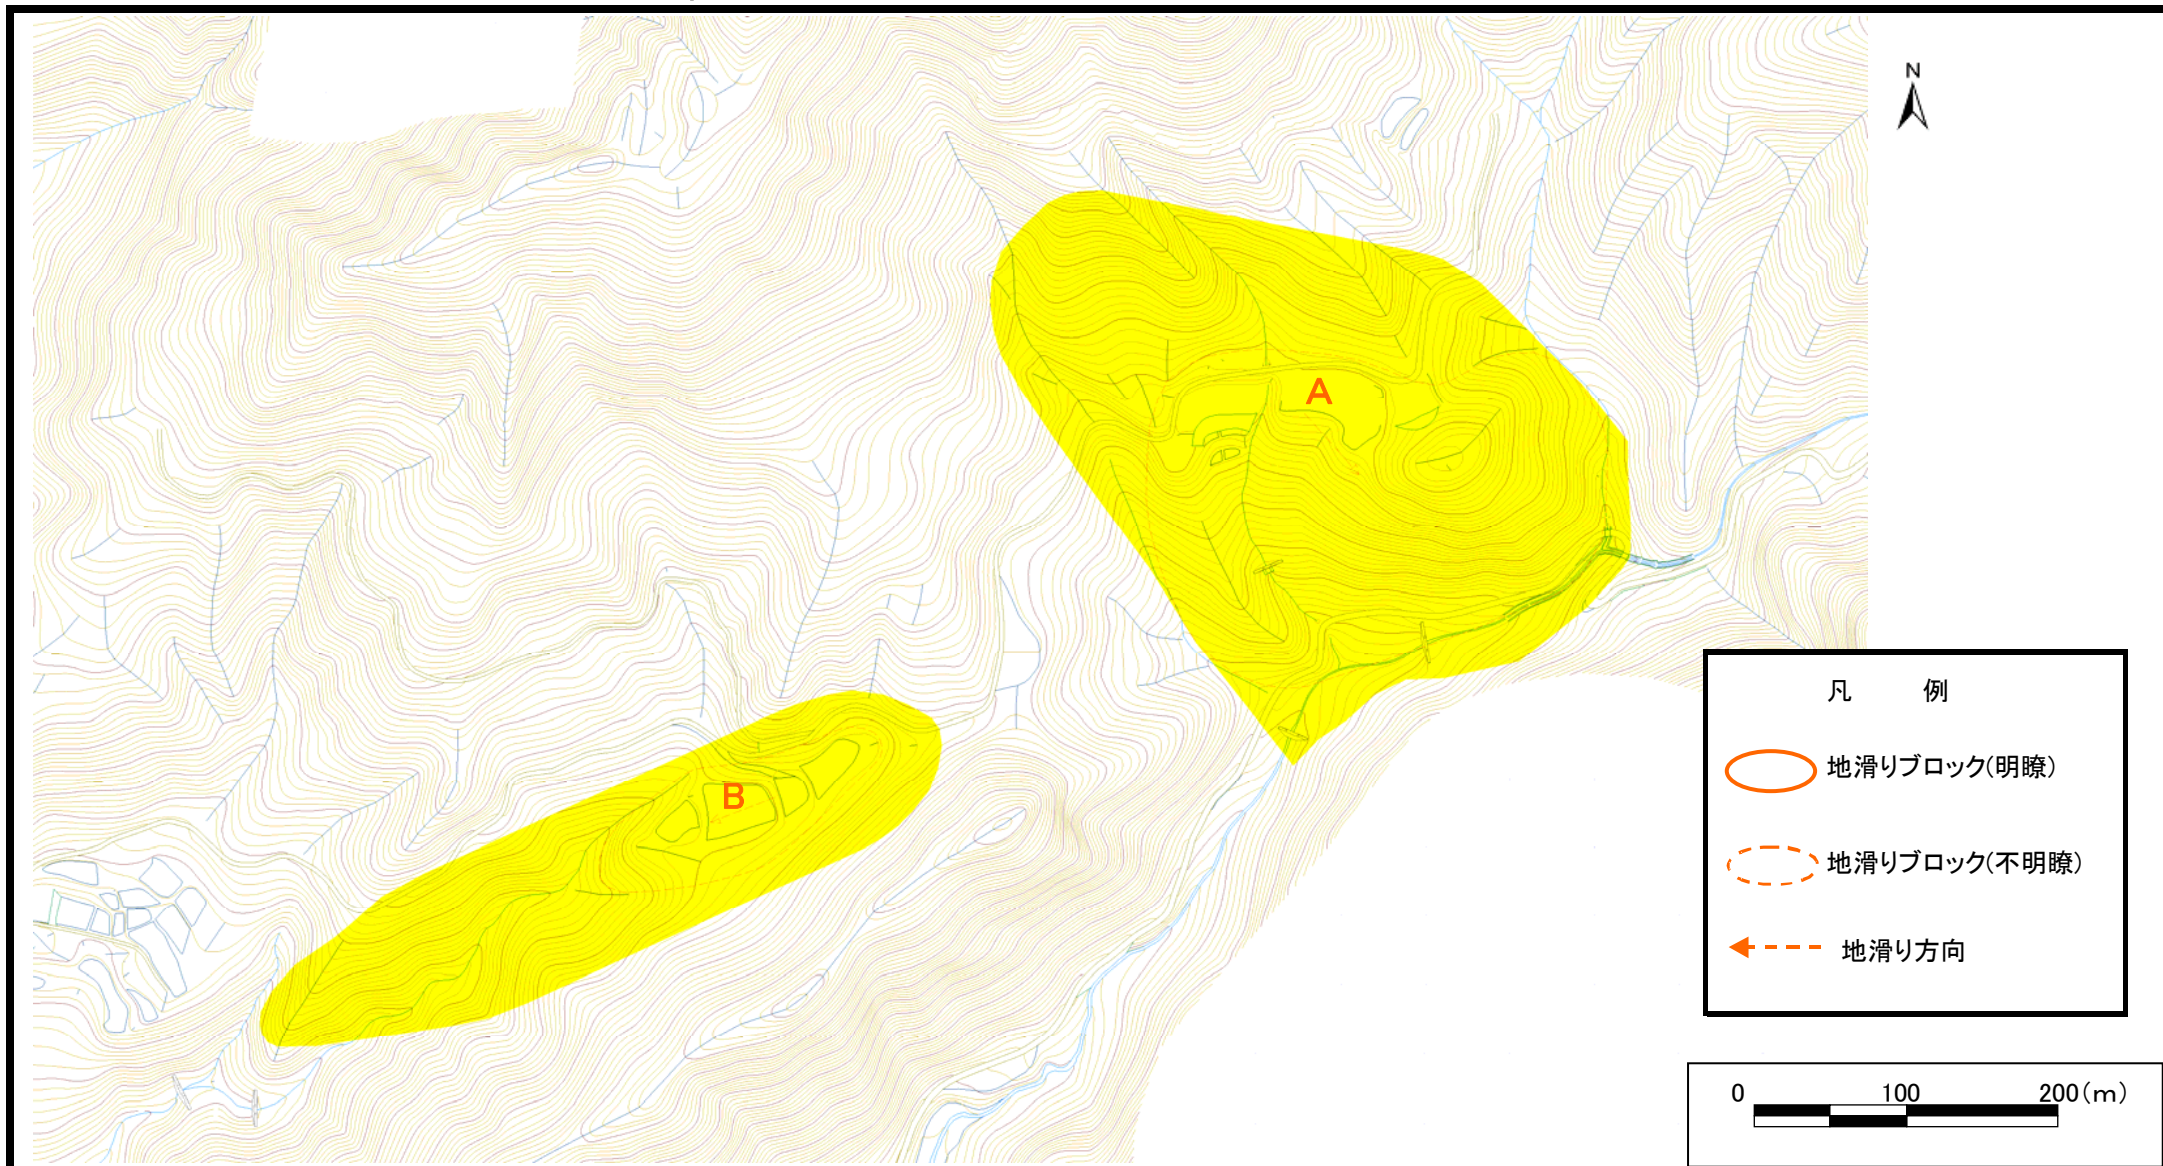 N
A
B
凡 例
地滑りブロック(明瞭)
地滑りブロック(不明瞭)
地滑り方向
0 100 200(m)